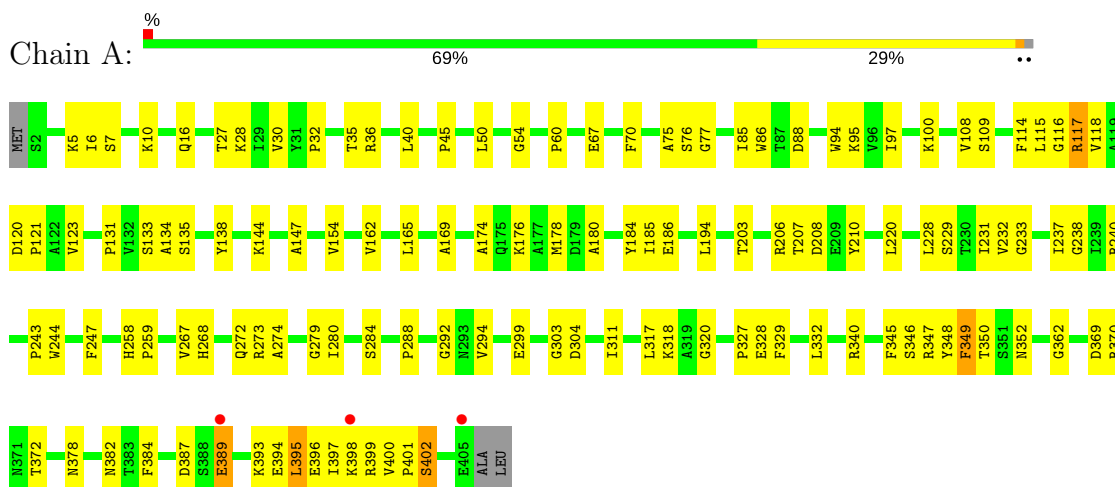 %
Chain A:
69% 29% ••
MET S2 K5 I6 S7 K10 Q16 T27 K28 I29 V30 Y31 P32 T35 R36 L40 P45 L50 G54 P60 E67 F70 A75 S76 G77 I85 W86 T87 D88 W94 K95 V96 I97 K100 V108 S109 F114 L115 G116 R117 V118 A119
D120 P121 A122 V123 P131 V132 S133 A134 S135 Y138 K144 A147 V154 V162 L165 A169 A174 Q175 K176 A177 M178 D179 A180 Y184 I185 E186 L194 T203 R206 T207 D208 E209 Y210 L220 L228 S229 T230 I231 V232 G233 I237 G238 I239
P243 W244 F247 H258 P259 V267 H268 Q272 R273 A274 G279 I280 S284 P288 G292 N293 V294 E299 G303 D304 I311 L317 K318 A319 G320 P327 E328 F329 L332 R340 F345 S346 R347 Y348 F349 T350 S351 N352 G362 D369
N371 T372 N378 N382 T383 F384 D387 S388 E389 K393 E394 L395 E396 I397 K398 R399 V400 P401 S402 E405 ALA LEU